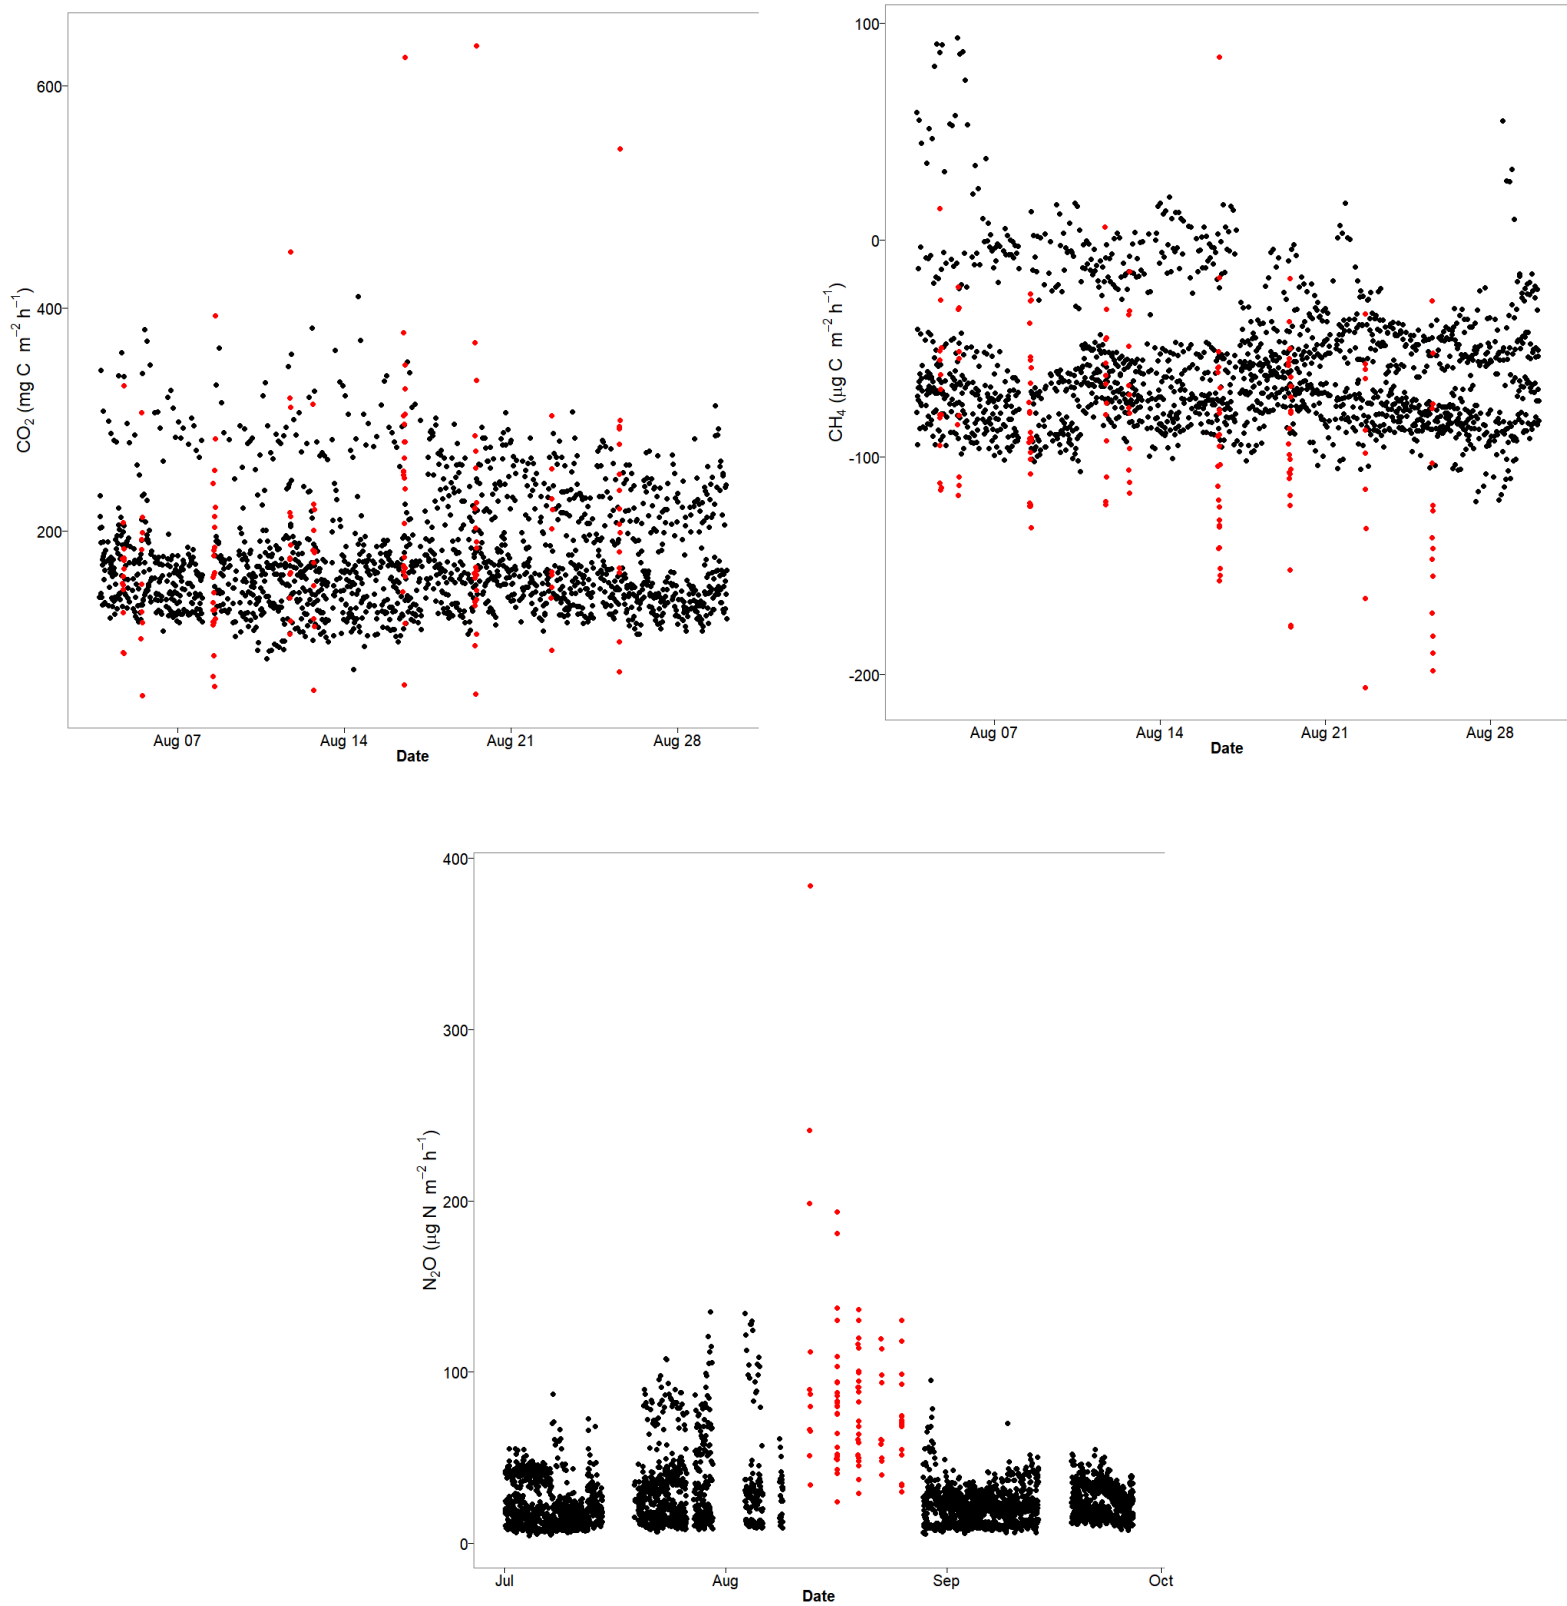 600
400
200
CO₂ (mg C m⁻² h⁻¹)
Aug 07
Aug 14
Aug 21
Aug 28
Date
100
0
-100
-200
CH₄ (μg C m⁻² h⁻¹)
Aug 07
Aug 14
Aug 21
Aug 28
Date
400
300
200
100
0
N₂O (μg N m⁻² h⁻¹)
Jul
Aug
Sep
Oct
Date